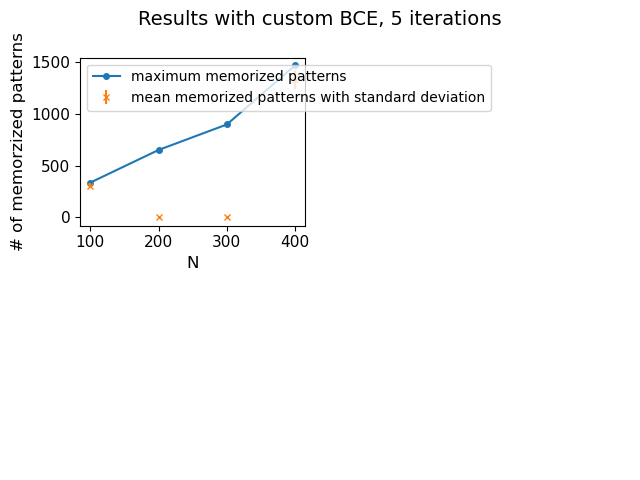 Results with custom BCE, 5 iterations
# of memorzized patterns
1500
1000
500
0
maximum memorized patterns
mean memorized patterns with standard deviation
100 200 300 400
N